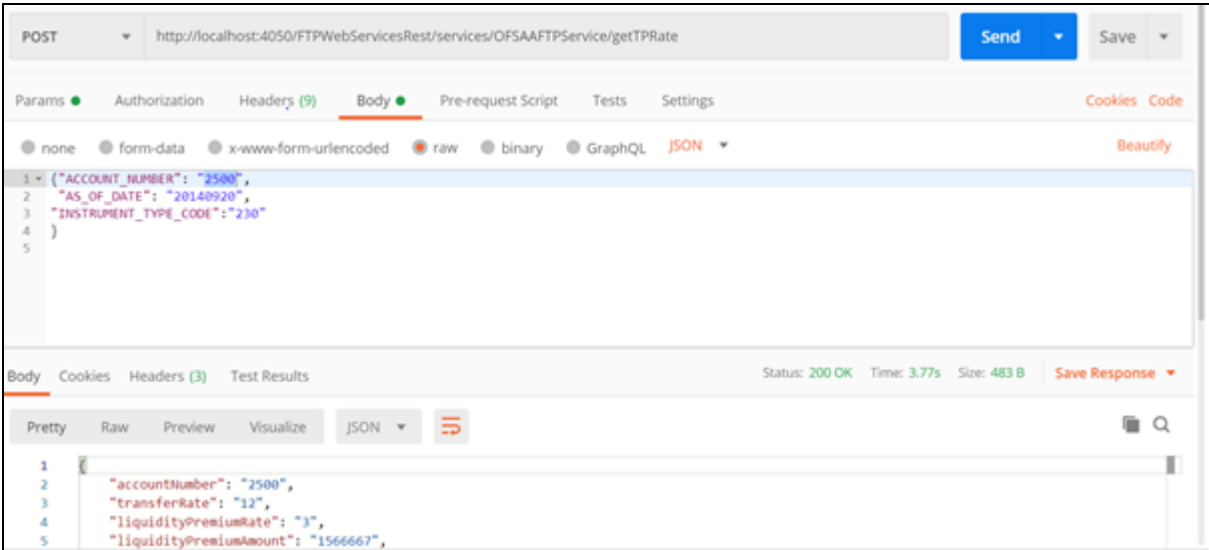 POST http://localhost:4050/FTPWebServicesRest/services/OFSAAFTPService/getTPRate Send Save
Params Authorization Headers (9) Body Pre-request Script Tests Settings Cookies Code
none form-data x-www-form-urlencoded raw binary GraphQL JSON Beautify
1 {"ACCOUNT_NUMBER": "2500",
2 "AS_OF_DATE": "20140920",
3 "INSTRUMENT_TYPE_CODE":"230"
4 }
5
Body Cookies Headers (3) Test Results Status: 200 OK Time: 3.77s Size: 483 B Save Response
Pretty Raw Preview Visualize JSON
1 {
2 "accountNumber": "2500",
3 "transferRate": "12",
4 "liquidityPremiumRate": "3",
5 "liquidityPremiumAmount": "1566667",